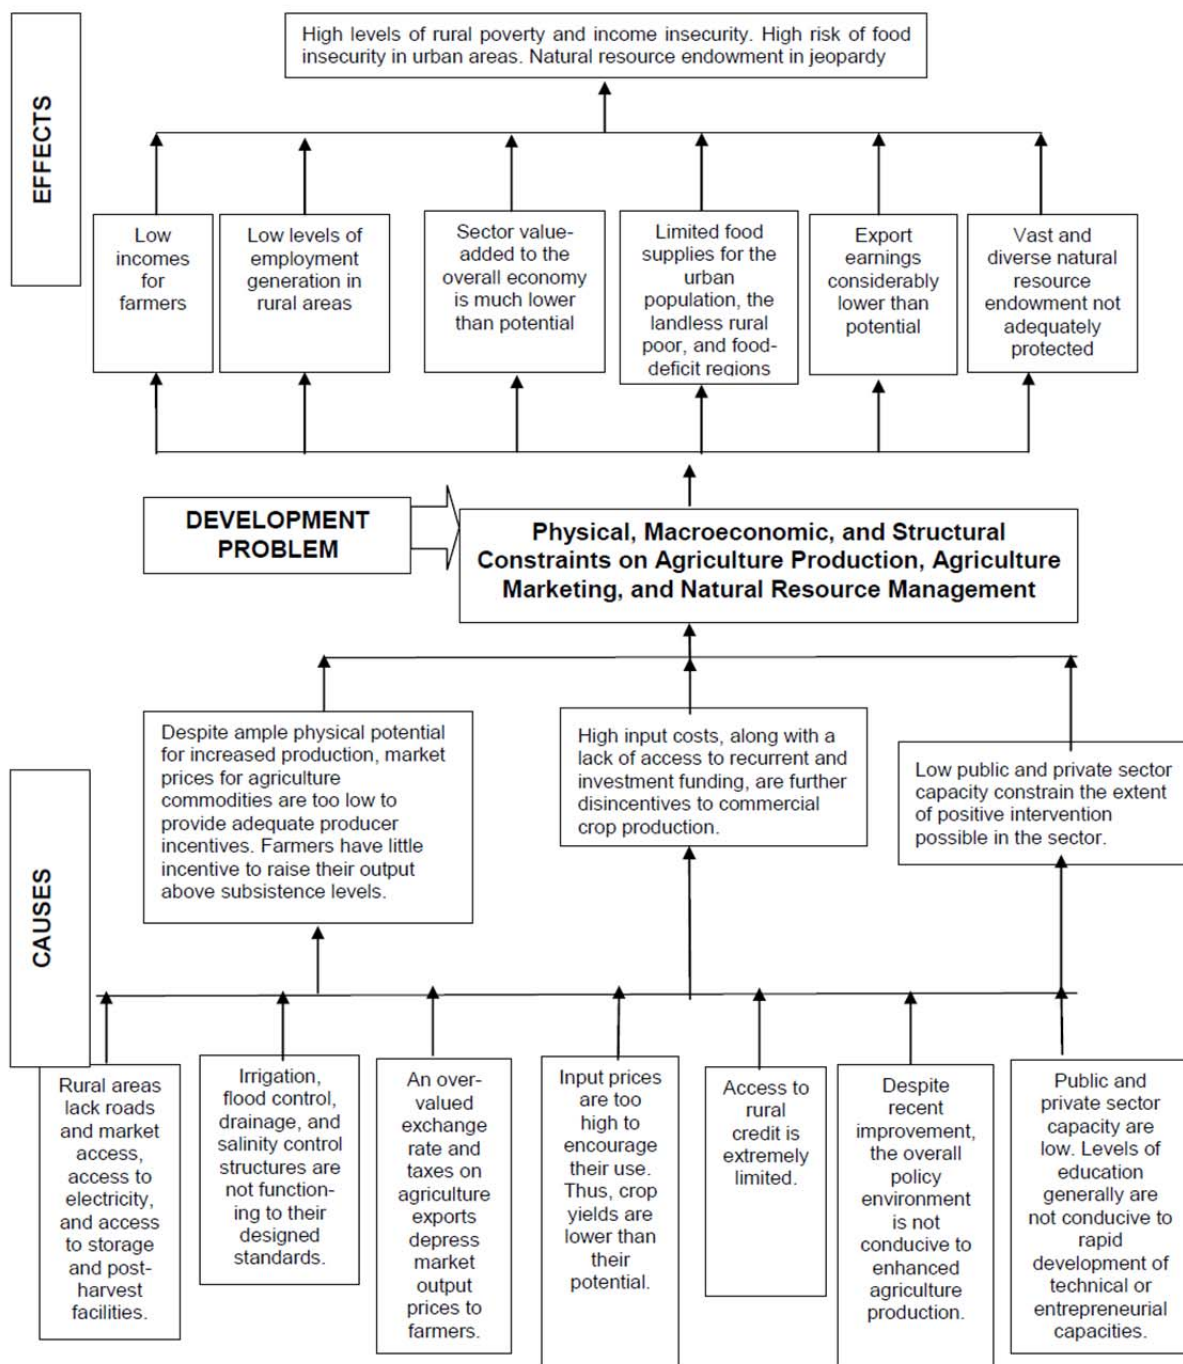 EFFECTS
High levels of rural poverty and income insecurity. High risk of food
insecurity in urban areas. Natural resource endowment in jeopardy
Low
incomes
for
farmers
Low levels of
employment
generation in
rural areas
Sector value-
added to the
overall economy
is much lower
than potential
Limited food
supplies for the
urban
population, the
landless rural
poor, and food-
deficit regions
Export
earnings
considerably
lower than
potential
Vast and
diverse natural
resource
endowment not
adequately
protected
DEVELOPMENT
PROBLEM
Physical, Macroeconomic, and Structural
Constraints on Agriculture Production, Agriculture
Marketing, and Natural Resource Management
CAUSES
Despite ample physical potential
for increased production, market
prices for agriculture
commodities are too low to
provide adequate producer
incentives. Farmers have little
incentive to raise their output
above subsistence levels.
High input costs, along with a
lack of access to recurrent and
investment funding, are further
disincentives to commercial
crop production.
Low public and private sector
capacity constrain the extent
of positive intervention
possible in the sector.
Rural areas
lack roads
and market
access,
access to
electricity,
and access
to storage
and post-
harvest
facilities.
Irrigation,
flood control,
drainage, and
salinity control
structures are
not function-
ing to their
designed
standards.
An over-
valued
exchange
rate and
taxes on
agriculture
exports
depress
market
output
prices to
farmers.
Input prices
are too
high to
encourage
their use.
Thus, crop
yields are
lower than
their
potential.
Access to
rural
credit is
extremely
limited.
Despite
recent
improvement,
the overall
policy
environment
is not
conducive to
enhanced
agriculture
production.
Public and
private sector
capacity are
low. Levels of
education
generally are
not conducive to
rapid
development of
technical or
entrepreneurial
capacities.